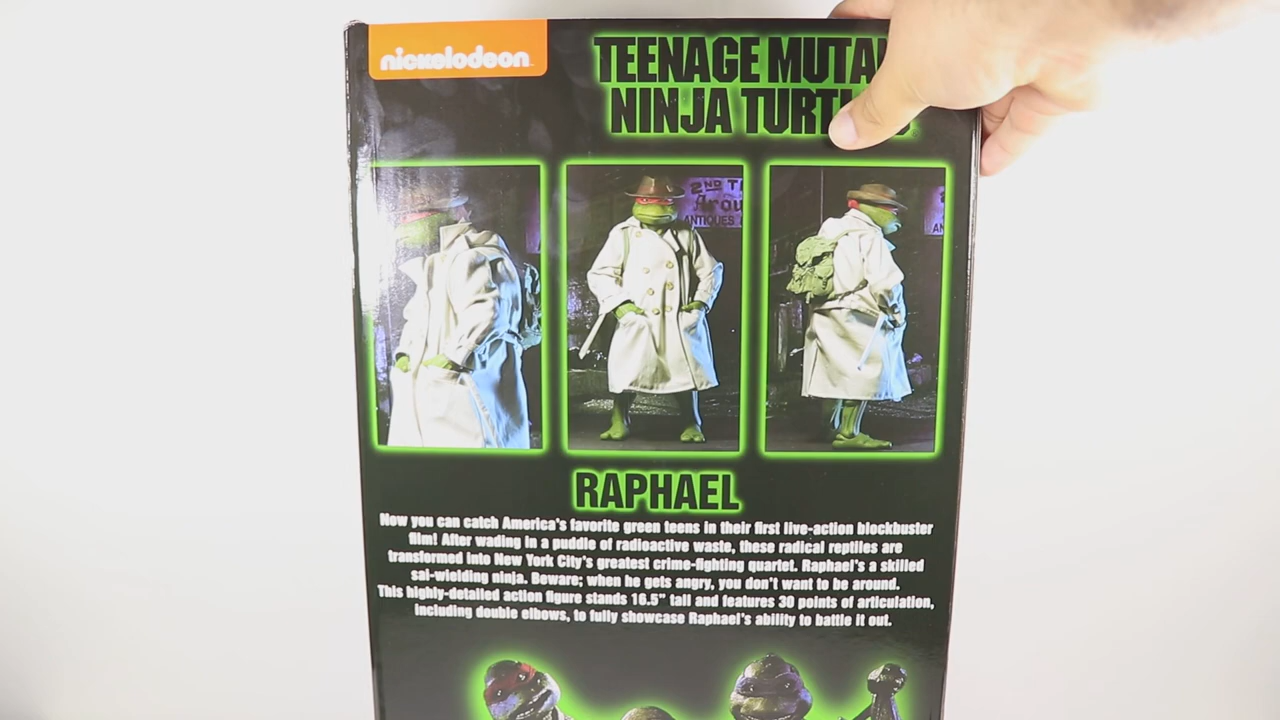 nickelodeon
TEENAGE MUTA
NINJA TURTL
2ND TI
Arou
ANTIQUES
AN
RAPHAEL
Now you can catch America's favorite green teens in their first live-action blockbuster
film! After wading in a puddle of radioactive waste, these radical reptiles are
transformed into New York City's greatest crime-fighting quartet. Raphael's a skilled
sai-wielding ninja. Beware; when he gets angry, you don't want to be around.
This highly-detailed action figure stands 16.5" tall and features 30 points of articulation,
including double elbows, to fully showcase Raphael's ability to battle it out.